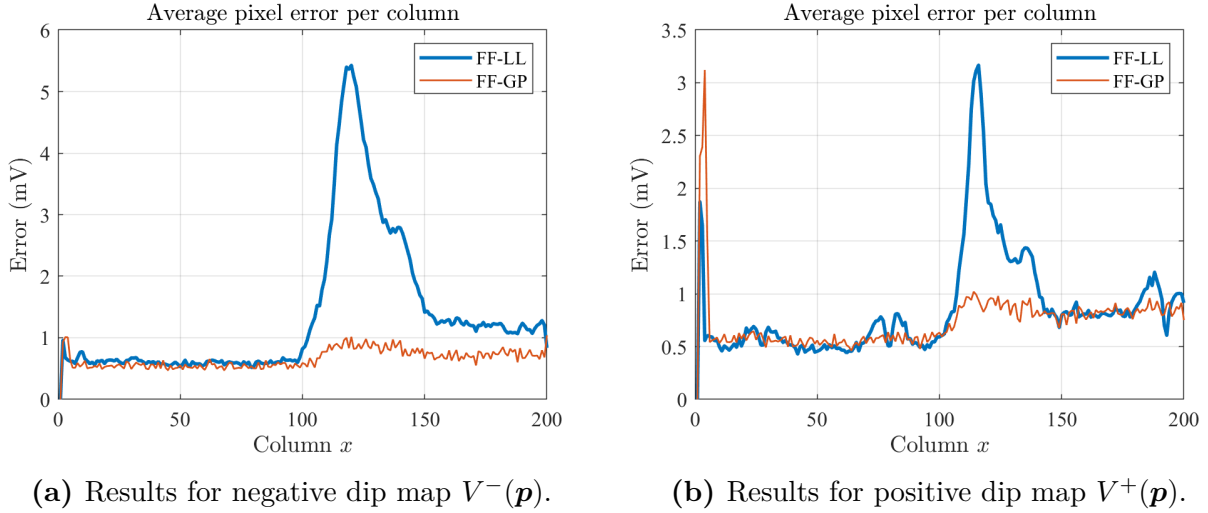 Average pixel error per column
6
5
4
3
2
1
0
0 50 100 150 200
Error (mV)
Column x
FF-LL
FF-GP
(a) Results for negative dip map V⁻(p).
Average pixel error per column
3.5
3
2.5
2
1.5
1
0.5
0
0 50 100 150 200
Error (mV)
Column x
FF-LL
FF-GP
(b) Results for positive dip map V⁺(p).